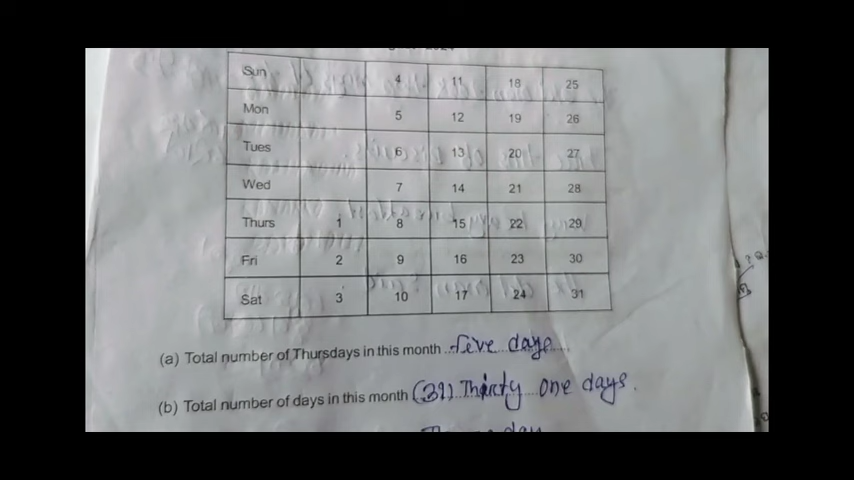 Sun 4 11 18 25
Mon 5 12 19 26
Tues 6 13 20 27
Wed 7 14 21 28
Thurs 1 8 15 22 29
Fri 2 9 16 23 30
Sat 3 10 17 24 31
(a) Total number of Thursdays in this month five days
(b) Total number of days in this month (31) Thirty one days.